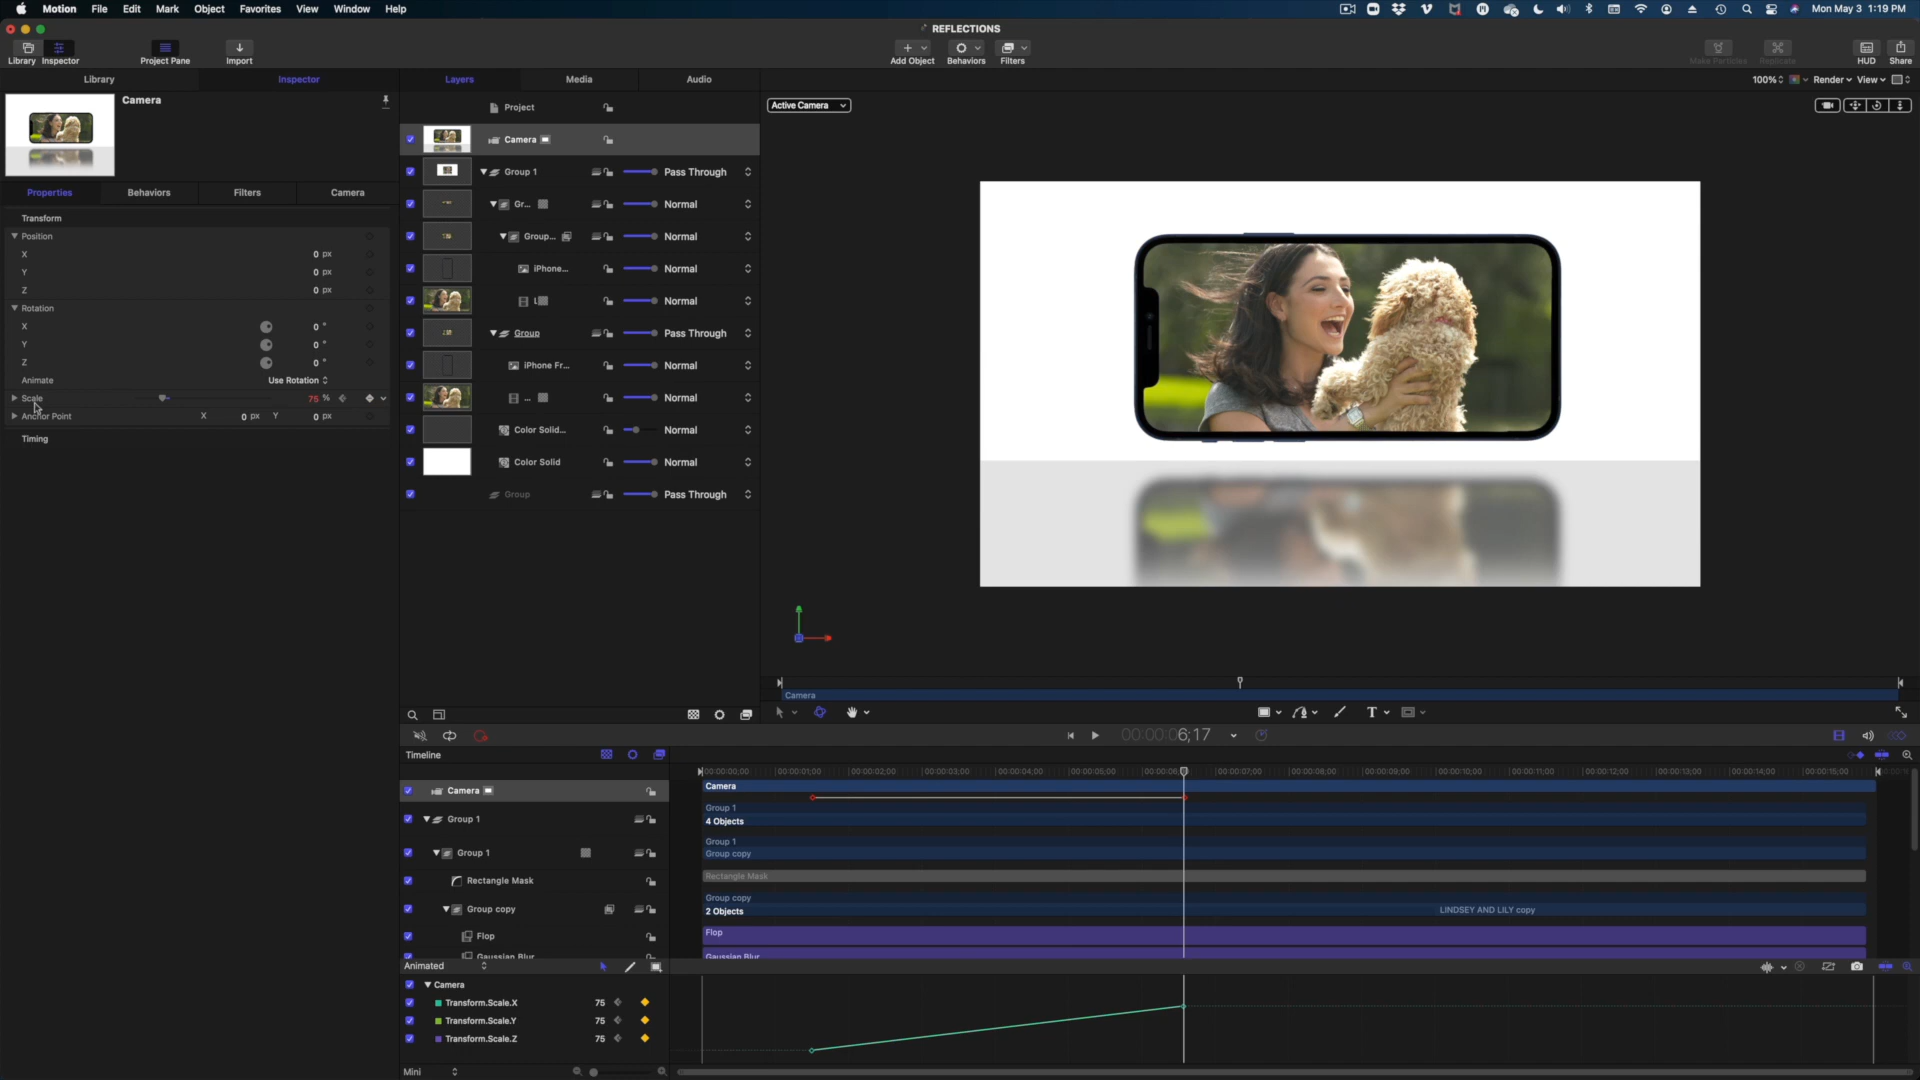 Motion File Edit Mark Object Favorites View Window Help Mon May 3 1:19 PM
REFLECTIONS
Library Inspector Project Pane Import Add Object Behaviors Filters Make Particles Replicate HUD Share
Library Inspector Layers Media Audio 100% Render View
Camera
Active Camera
Project
Camera
Properties Behaviors Filters Camera
Group 1 Pass Through
Gr... Normal
Transform
Position
Group... Normal
X 0 px
iPhone... Normal
Y 0 px
Z 0 px
L Normal
Rotation
X 0 °
Group Pass Through
Y 0 °
Z 0 °
iPhone Fr... Normal
Animate Use Rotation
Scale 75 %
... Normal
Anchor Point X 0 px Y 0 px
Color Solid... Normal
Timing
Color Solid Normal
Group Pass Through
Camera
00:00:06;17
Timeline
00:00:00;00 00:00:01;00 00:00:02;00 00:00:03;00 00:00:04;00 00:00:05;00 00:00:07;00 00:00:08;00 00:00:09;00 00:00:10;00 00:00:11;00 00:00:12;00 00:00:13;00 00:00:14;00 00:00:15;00
Camera Camera
Group 1 Group 1
4 Objects
Group 1 Group 1
Group copy
Rectangle Mask Rectangle Mask
Group copy Group copy
2 Objects LINDSEY AND LILY copy
Flop Flop
Gaussian Blur Gaussian Blur
Animated
Camera
Transform.Scale.X 75
Transform.Scale.Y 75
Transform.Scale.Z 75
Mini